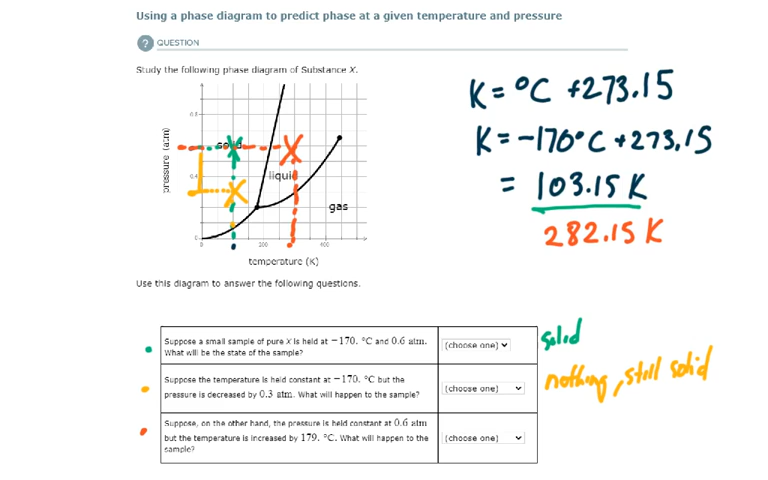 Using a phase diagram to predict phase at a given temperature and pressure
? QUESTION
Study the following phase diagram of Substance X.
K = °C +273.15
K = -170°C +273.15
= 103.15 K
282.15 K
0.8
solid
0.4
liquid
gas
0
0
200
400
pressure (atm)
temperature (K)
Use this diagram to answer the following questions.
Suppose a small sample of pure X is held at −170. °C and 0.6 atm.
What will be the state of the sample?
(choose one)
solid
Suppose the temperature is held constant at −170. °C but the
pressure is decreased by 0.3 atm. What will happen to the sample?
(choose one)
nothing, still solid
Suppose, on the other hand, the pressure is held constant at 0.6 atm
but the temperature is increased by 179. °C. What will happen to the
sample?
(choose one)